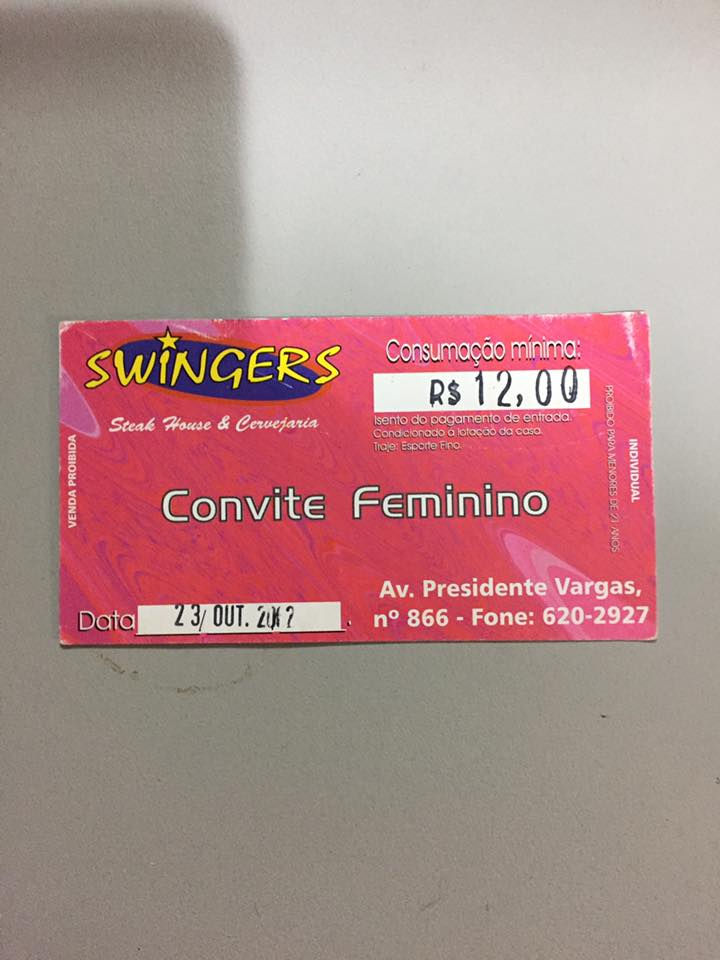 SWINGERS
Steak House & Cervejaria
VENDA PROIBIDA
Consumação mínima:
R$ 12,00
Isento do pagamento de entrada.
Condicionado à lotação da casa.
Traje: Esporte Fino.
PROIBIDO PARA MENORES DE 21 ANOS
INDIVIDUAL
Convite Feminino
Data 23/ OUT.
Av. Presidente Vargas,
nº 866 - Fone: 620-2927